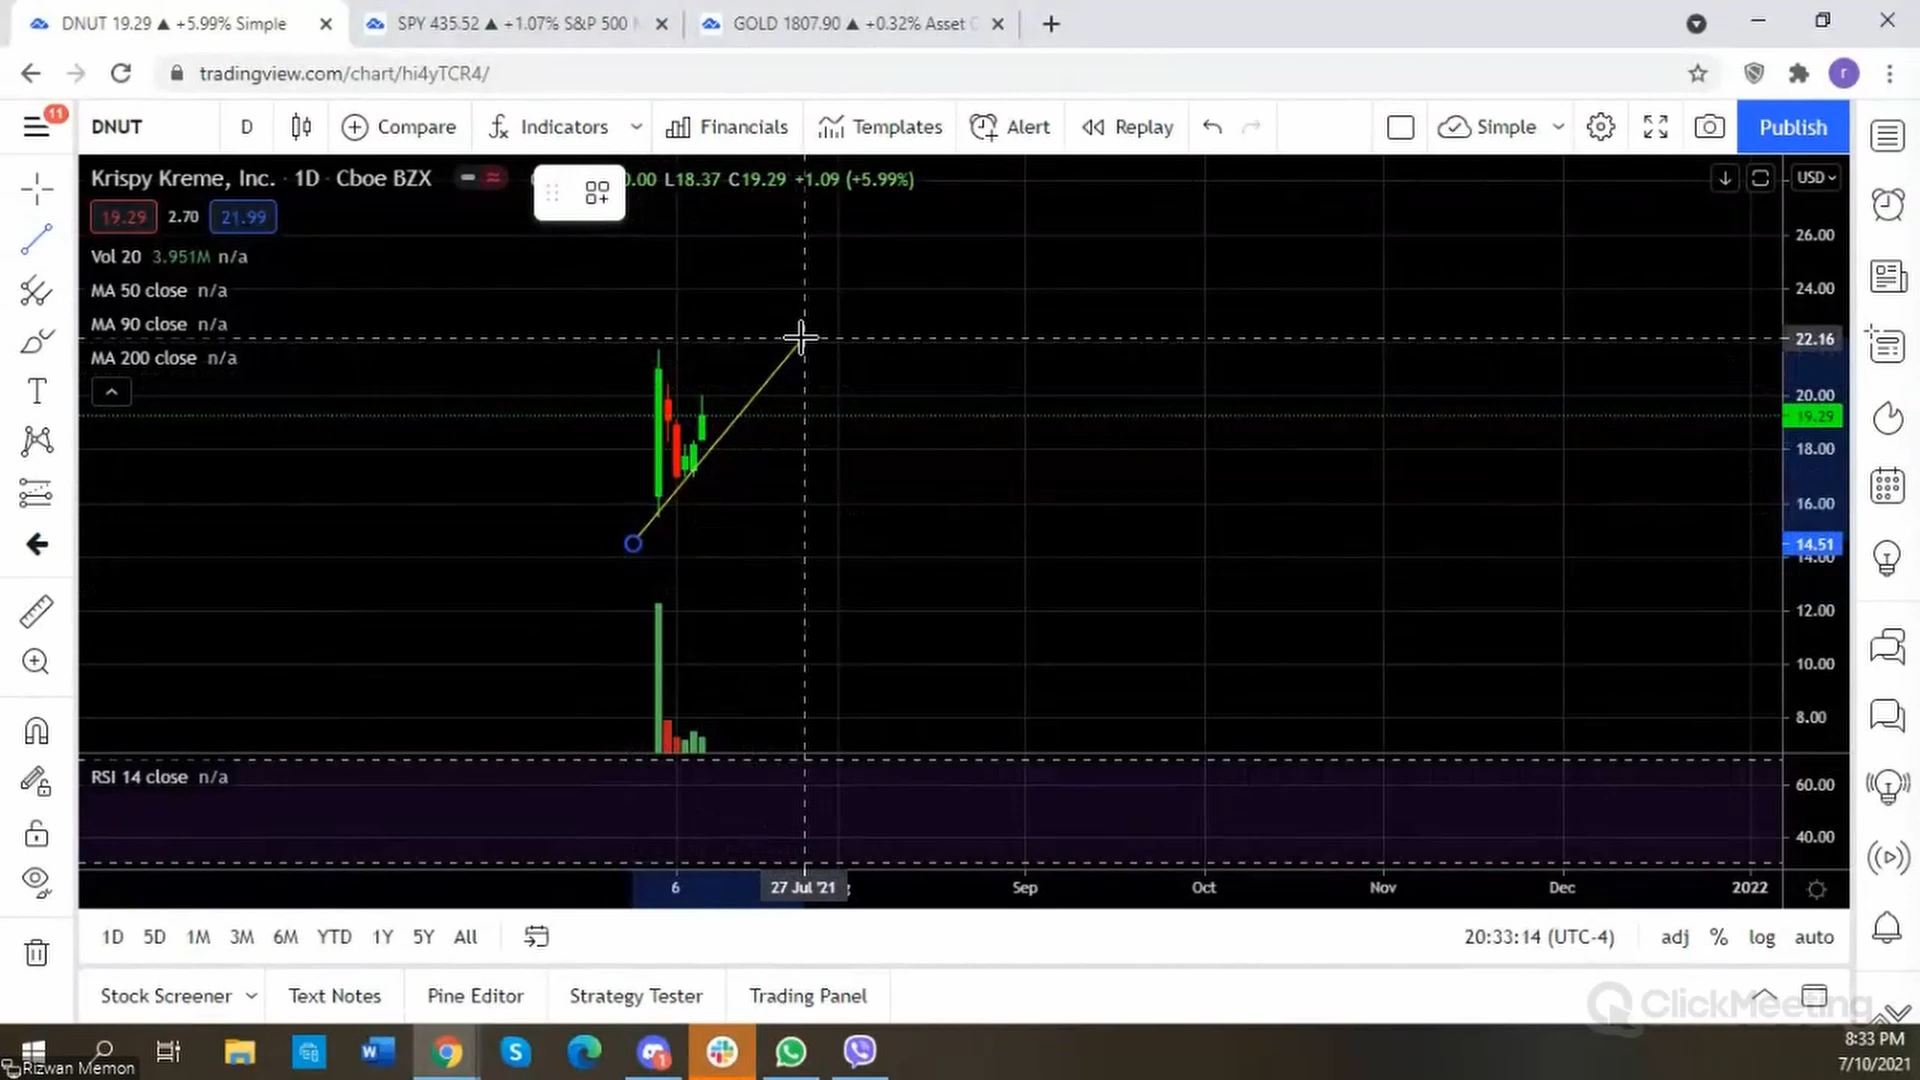 DNUT 19.29 ▲ +5.99% Simple
SPY 435.52 ▲ +1.07% S&P 500
GOLD 1807.90 ▲ +0.32% Asset
tradingview.com/chart/hi4yTCR4/
r
11
DNUT D Compare Indicators Financials Templates Alert Replay Simple Publish
Krispy Kreme, Inc. · 1D · Cboe BZX
L18.37 C19.29 +1.09 (+5.99%)
USD
19.29 2.70 21.99
Vol 20 3.951M n/a
MA 50 close n/a
MA 90 close n/a
MA 200 close n/a
26.00
24.00
22.16
20.00
19.29
18.00
16.00
14.51
14.00
12.00
10.00
8.00
RSI 14 close n/a
60.00
40.00
6 27 Jul '21 Sep Oct Nov Dec 2022
1D 5D 1M 3M 6M YTD 1Y 5Y All
20:33:14 (UTC-4) adj % log auto
Stock Screener Text Notes Pine Editor Strategy Tester Trading Panel
ClickMeeting
Rizwan Memon
1
8:33 PM
7/10/2021